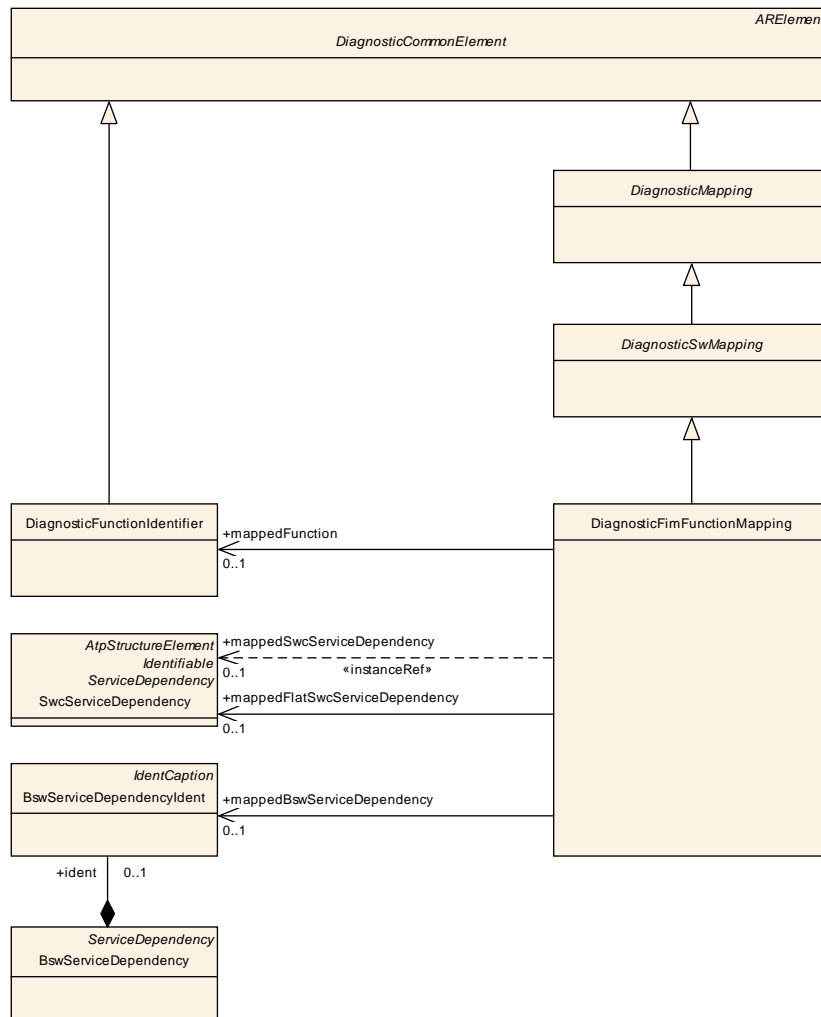 ARElemen
DiagnosticCommonElement
DiagnosticMapping
DiagnosticSwMapping
DiagnosticFunctionIdentifier
+mappedFunction
0..1
DiagnosticFimFunctionMapping
AtpStructureElement
Identifiable
ServiceDependency
SwcServiceDependency
+mappedSwcServiceDependency
0..1
«instanceRef»
+mappedFlatSwcServiceDependency
0..1
IdentCaption
BswServiceDependencyIdent
+mappedBswServiceDependency
0..1
+ident 0..1
ServiceDependency
BswServiceDependency